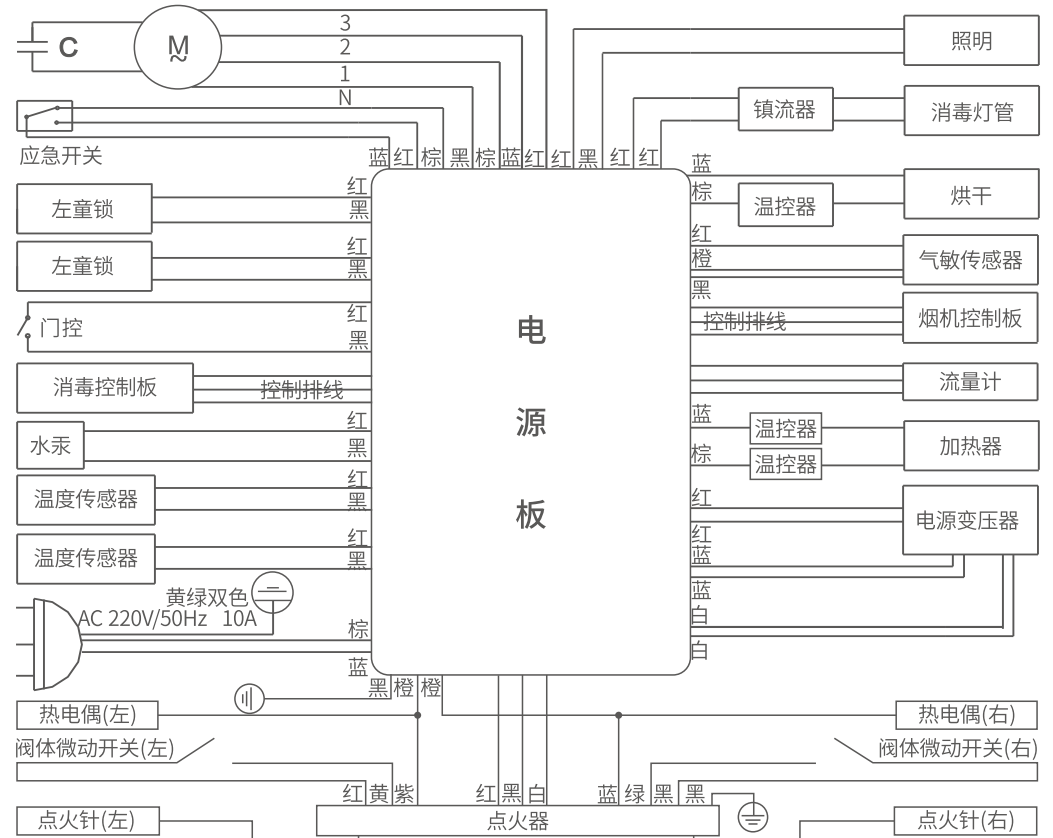 3
C
M
~
2
照明
1
N
镇流器
消毒灯管
应急开关
蓝 红 棕 黑 棕 蓝 红 红 黑 红 红
蓝
红
棕
左童锁
黑
温控器
烘干
红
红
左童锁
黑
橙
气敏传感器
黑
红
门控
电
控制排线
烟机控制板
黑
消毒控制板
控制排线
流量计
红
源
蓝
温控器
水泵
黑
棕
温控器
加热器
红
温度传感器
黑
红
板
电源变压器
红
红
温度传感器
黑
蓝
黄绿双色
蓝
AC 220V/50Hz 10A
白
棕
蓝
白
黑 橙 橙
热电偶(左)
热电偶(右)
阀体微动开关(左)
阀体微动开关(右)
红 黄 紫 红 黑 白 蓝 绿 黑 黑
点火针(左)
点火器
点火针(右)